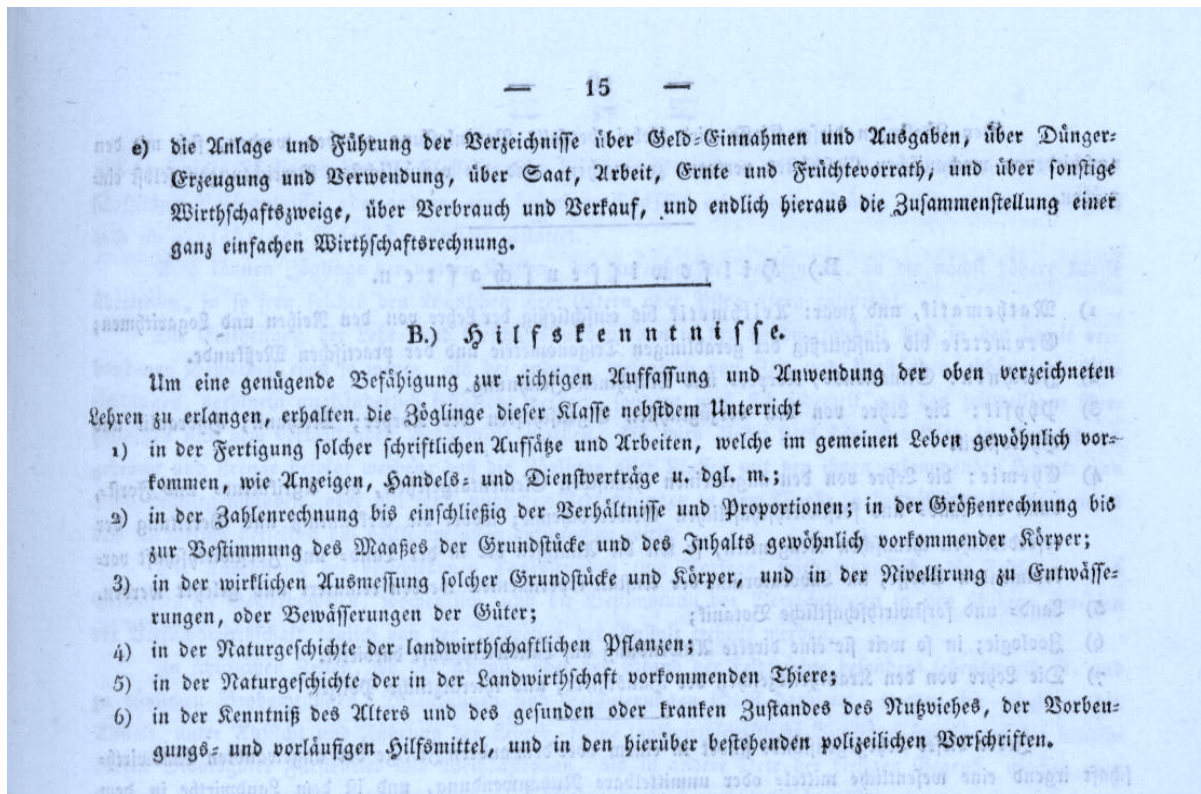 — 15 —
e) die Anlage und Führung der Verzeichnisse über Geld-Einnahmen und Ausgaben, über Dünger-
Erzeugung und Verwendung, über Saat, Arbeit, Ernte und Früchtevorrath, und über sonstige
Wirthschaftszweige, über Verbrauch und Verkauf, und endlich hieraus die Zusammenstellung einer
ganz einfachen Wirthschaftsrechnung.
B.) Hilfskenntnisse.
Um eine genügende Befähigung zur richtigen Auffassung und Anwendung der oben verzeichneten
Lehren zu erlangen, erhalten die Zöglinge dieser Klasse nebstdem Unterricht
1) in der Fertigung solcher schriftlichen Aufsätze und Arbeiten, welche im gemeinen Leben gewöhnlich vor-
kommen, wie Anzeigen, Handels- und Dienstverträge u. dgl. m.;
2) in der Zahlenrechnung bis einschließig der Verhältnisse und Proportionen; in der Größenrechnung bis
zur Bestimmung des Maaßes der Grundstücke und des Inhalts gewöhnlich vorkommender Körper;
3) in der wirklichen Ausmessung solcher Grundstücke und Körper, und in der Nivellirung zu Entwässe-
rungen, oder Bewässerungen der Güter;
4) in der Naturgeschichte der landwirthschaftlichen Pflanzen;
5) in der Naturgeschichte der in der Landwirthschaft vorkommenden Thiere;
6) in der Kenntniß des Alters und des gesunden oder kranken Zustandes des Nutzviehes, der Vorbeu-
gungs- und vorläufigen Hilfsmittel, und in den hierüber bestehenden polizeilichen Vorschriften.